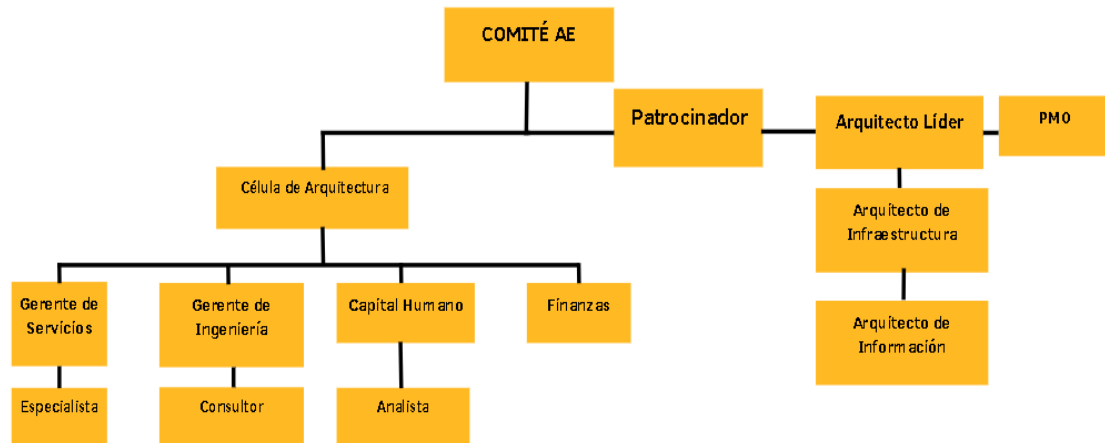 COMITÉ AE
Patrocinador
Arquitecto Líder
PMO
Célula de Arquitectura
Arquitecto de
Infraestructura
Gerente de
Servicios
Gerente de
Ingeniería
Capital Humano
Finanzas
Arquitecto de
Información
Especialista
Consultor
Analista